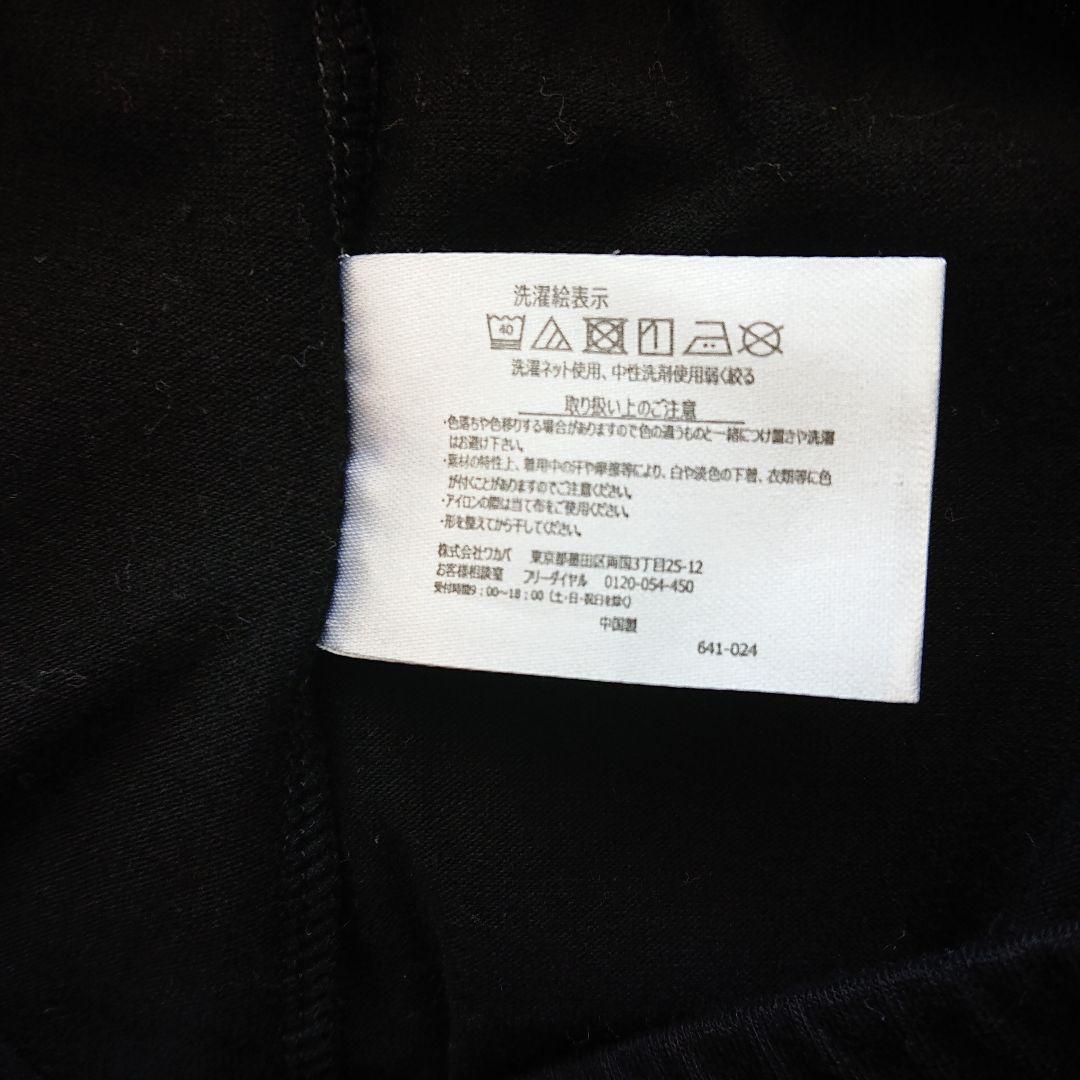 洗濯絵表示
40
洗濯ネット使用、中性洗剤使用弱く絞る
取り扱い上のご注意
・色落ちや色移りする場合がありますので色の違うものと一緒につけ置きや洗濯
はお避け下さい。
・素材の特性上、着用中の汗や摩擦等により、白や淡色の下着、衣類等に色
が付くことがありますのでご注意ください。
・アイロンの際は当て布をご使用ください。
・形を整えてから干してください。
株式会社ワカバ 東京都墨田区両国3丁目25-12
お客様相談室 フリーダイヤル 0120-054-450
受付時間9：00～18：00（土・日・祝日を除く）
中国製
641-024